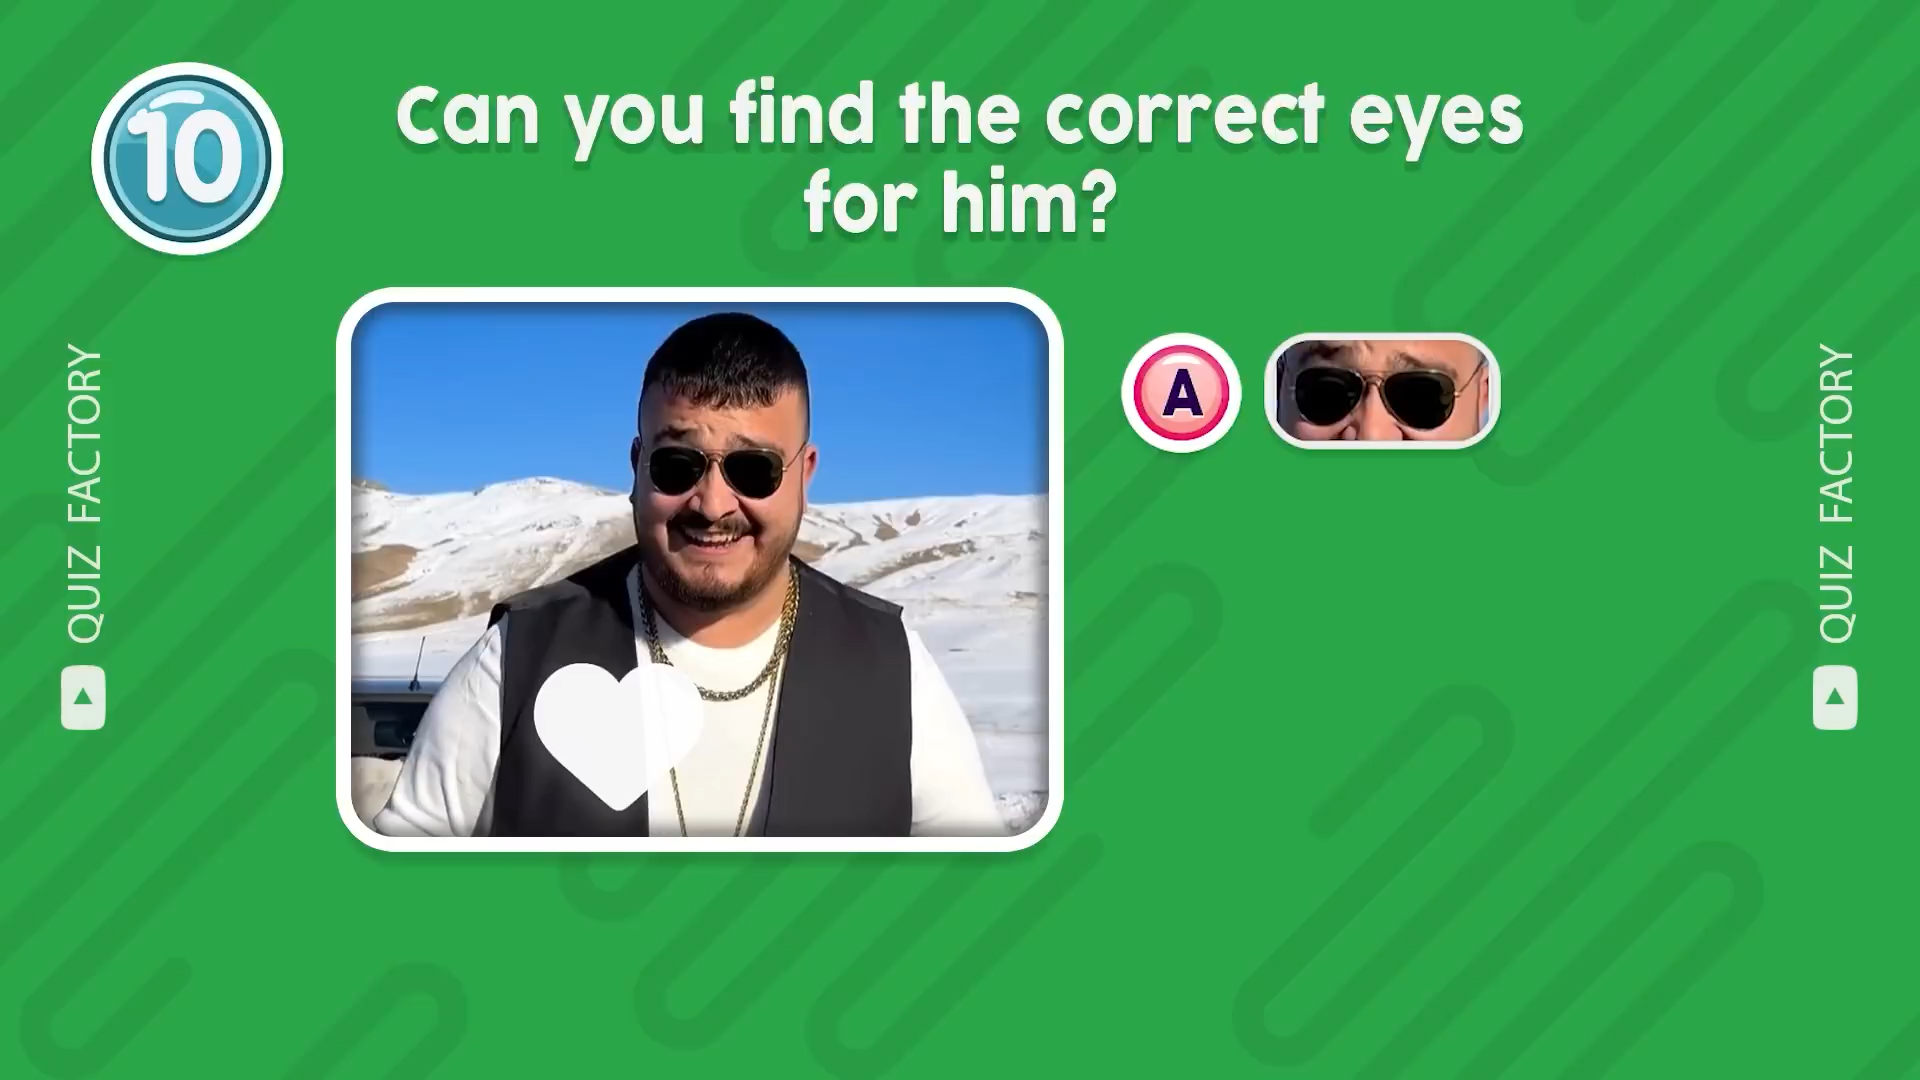 10
Can you find the correct eyes
for him?
A
QUIZ FACTORY
QUIZ FACTORY